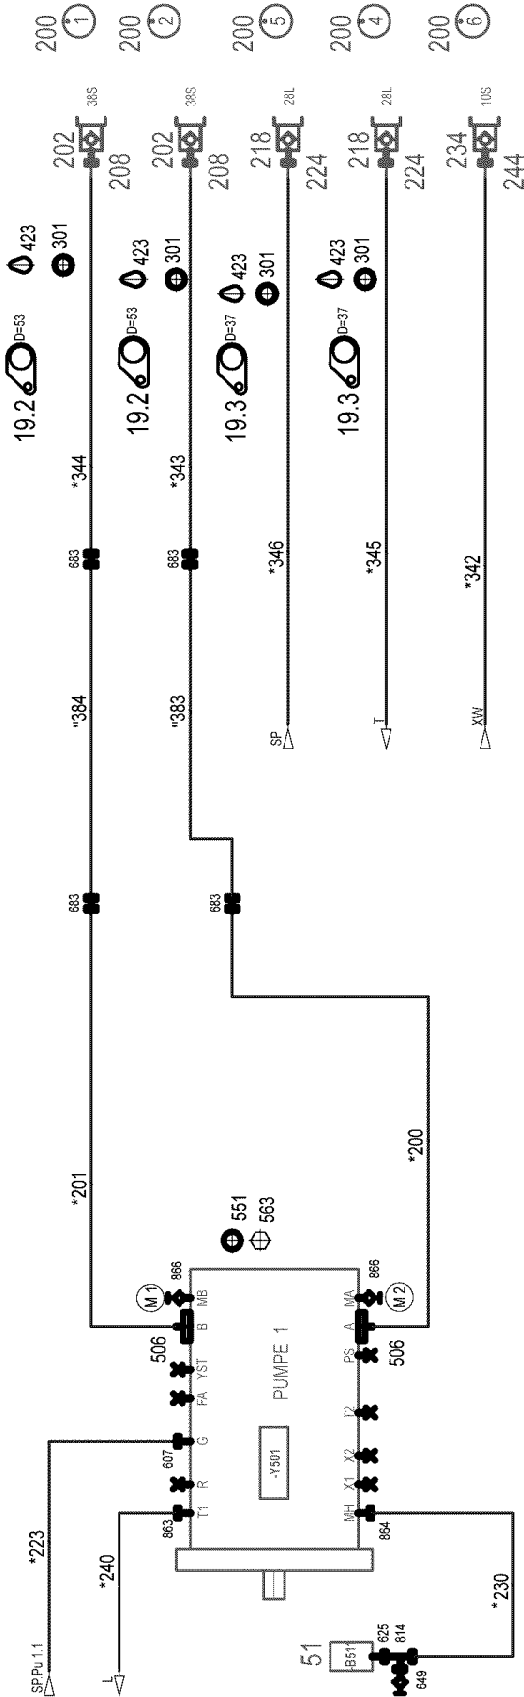 200 1
200 2
200 5
200 4
200 6
38S
38S
28L
28L
10S
202
208
202
208
218
224
218
224
234
244
423
301
423
301
423
301
423
301
19.2 D=53
19.2 D=53
19.3 D=37
19.3 D=37
*344
*343
*346
*345
*342
683
683
"384
"383
SP
T
XW
683
683
*201
*200
551
563
M 1
866
MB
B
506
YST
FA
G
607
R
T1
863
PUMPE 1
-Y501
MA
866
M 2
A
506
PS
T2
X2
X1
MH
864
*223
*240
*230
SP.Pu 1.1
L
51
B511
625
814
649